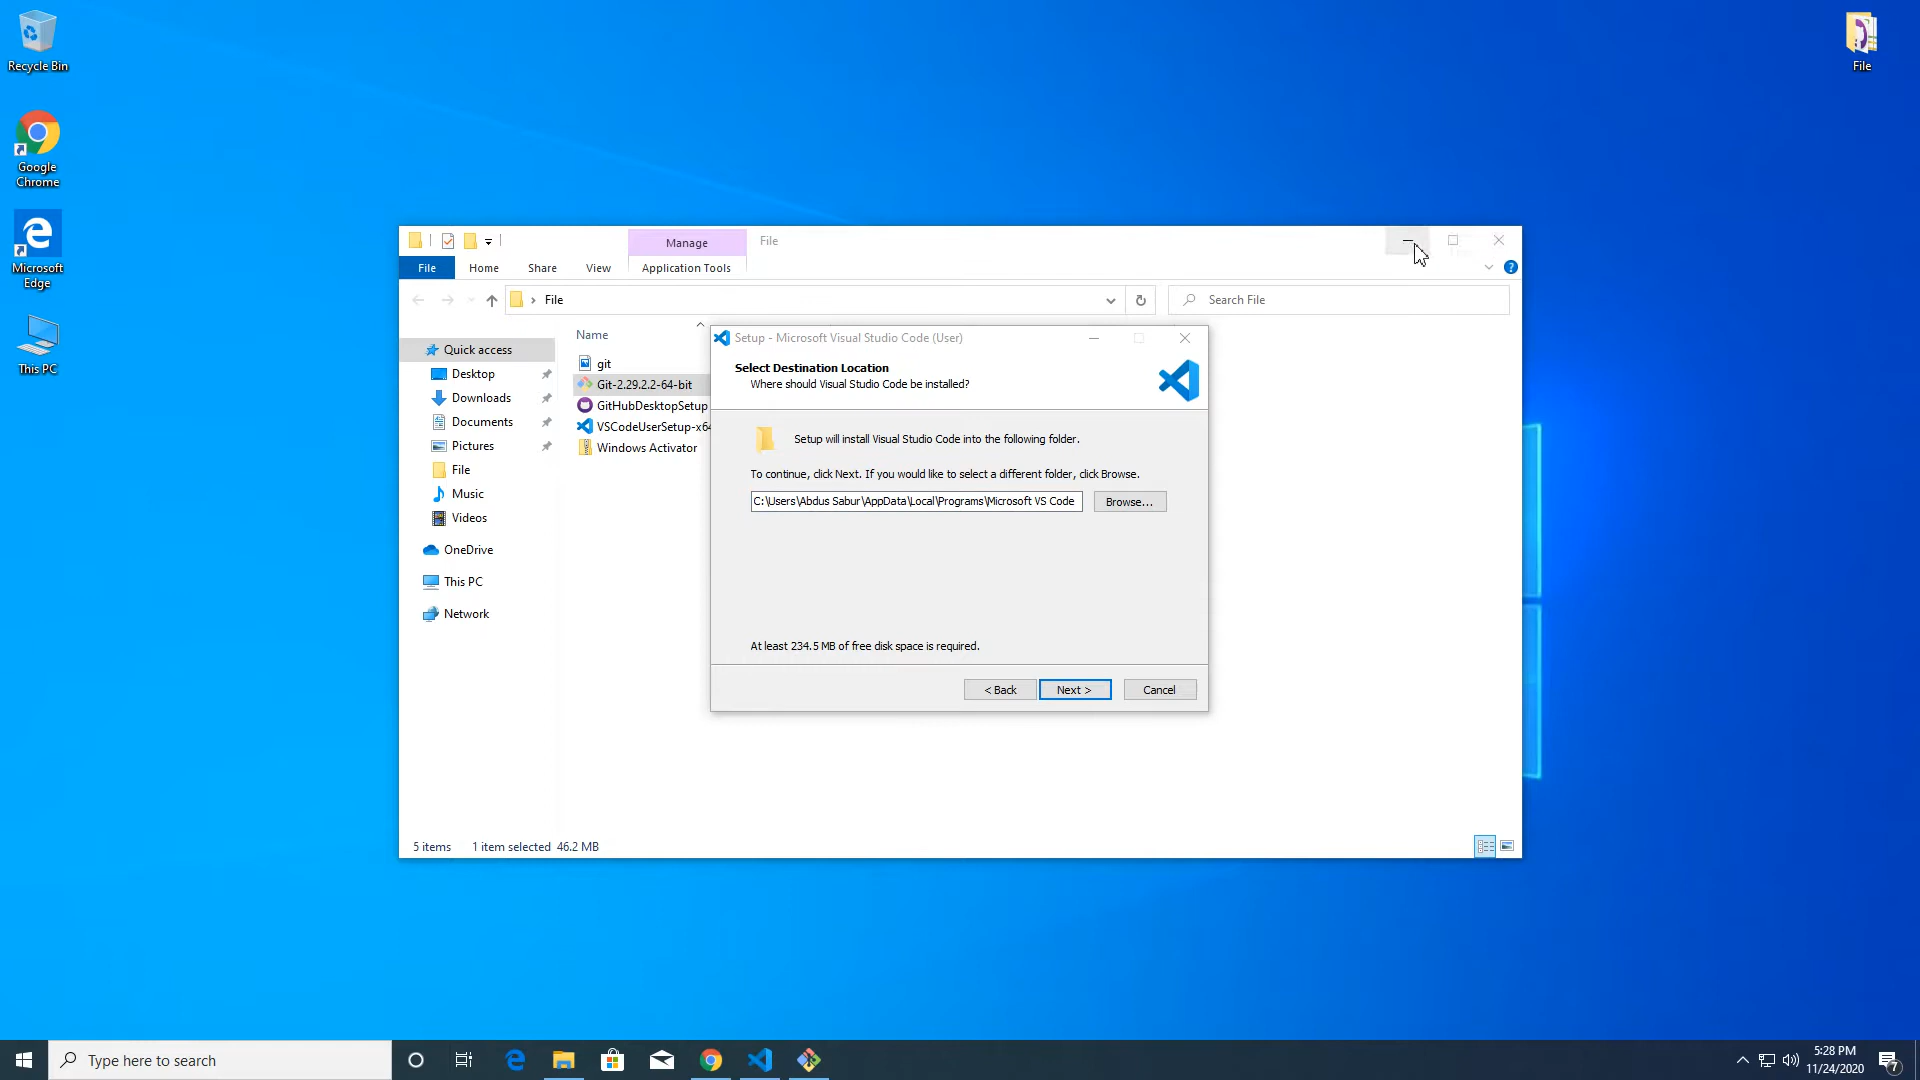 Recycle Bin
Google
Chrome
Microsoft
Edge
This PC
File
Manage
File
File
Home
Share
View
Application Tools
File
Search File
Quick access
Desktop
Downloads
Documents
Pictures
File
Music
Videos
OneDrive
This PC
Network
Name
git
Git-2.29.2.2-64-bit
GitHubDesktopSetup
VSCodeUserSetup-x64
Windows Activator
Setup - Microsoft Visual Studio Code (User)
Select Destination Location
Where should Visual Studio Code be installed?
Setup will install Visual Studio Code into the following folder.
To continue, click Next. If you would like to select a different folder, click Browse.
C:\Users\Abdus Sabur\AppData\Local\Programs\Microsoft VS Code
Browse...
At least 234.5 MB of free disk space is required.
< Back
Next >
Cancel
5 items
1 item selected 46.2 MB
Type here to search
5:28 PM
11/24/2020
7